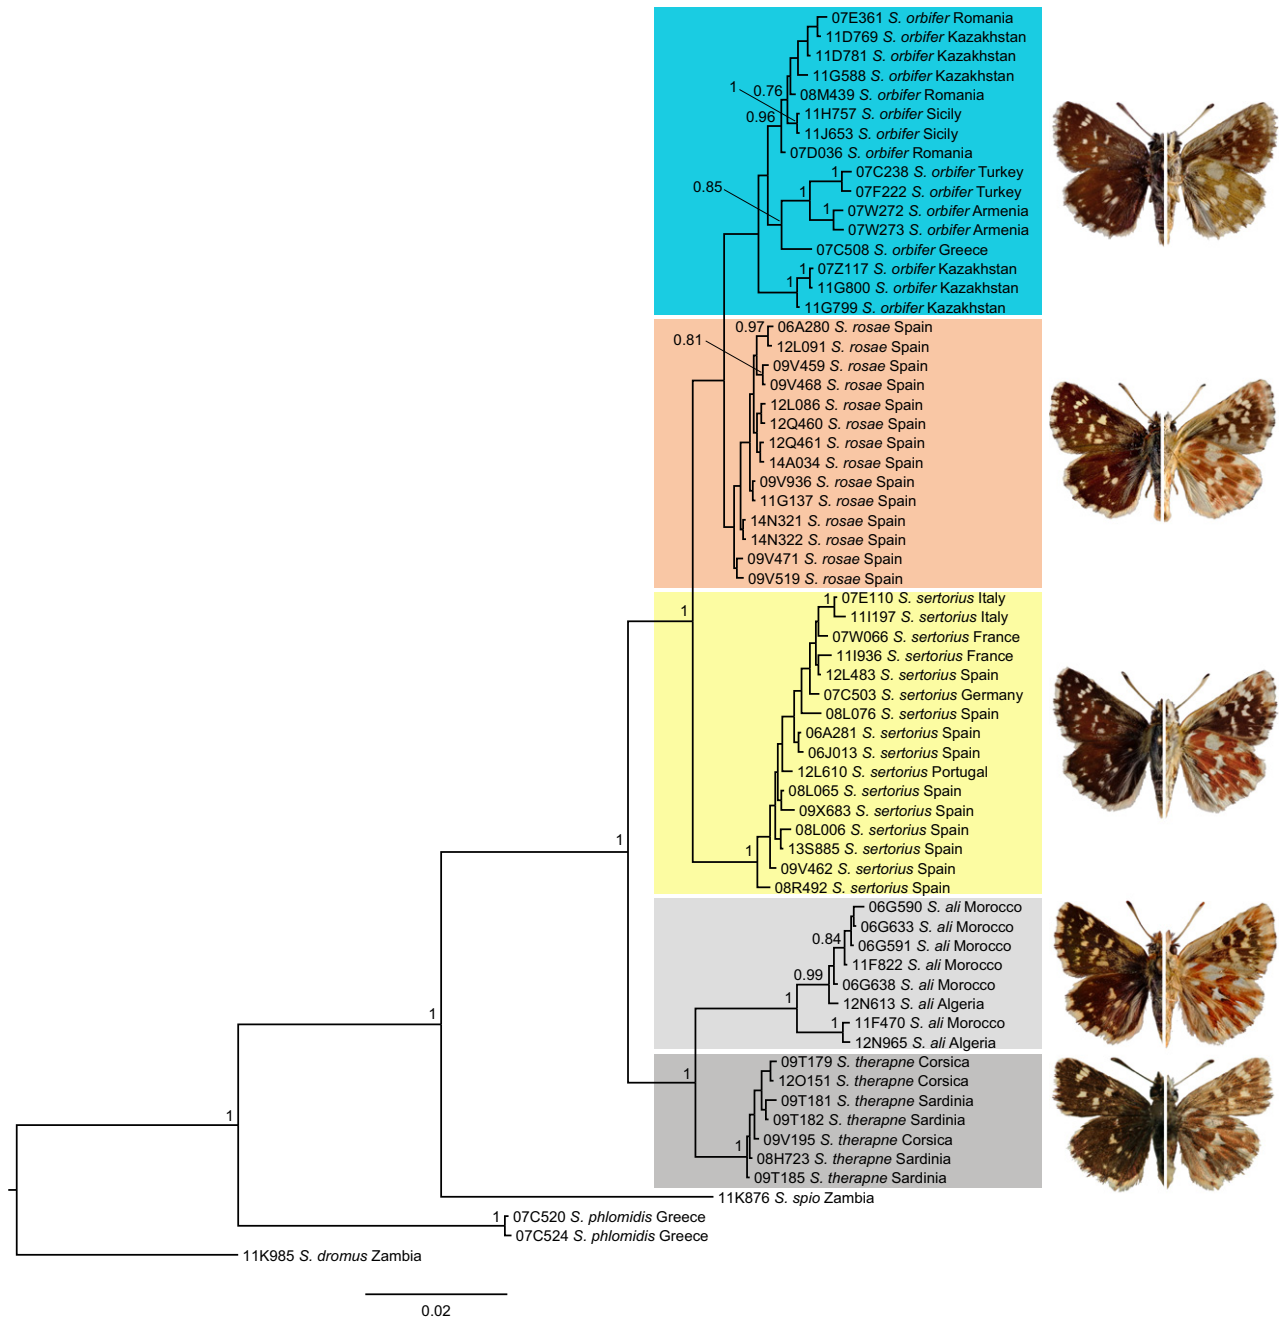 07E361 S. orbifer Romania
11D769 S. orbifer Kazakhstan
11D781 S. orbifer Kazakhstan
11G588 S. orbifer Kazakhstan
1
0.76
08M439 S. orbifer Romania
0.96
11H757 S. orbifer Sicily
11J653 S. orbifer Sicily
07D036 S. orbifer Romania
1
07C238 S. orbifer Turkey
0.85
1
07F222 S. orbifer Turkey
1
07W272 S. orbifer Armenia
07W273 S. orbifer Armenia
07C508 S. orbifer Greece
1
07Z117 S. orbifer Kazakhstan
1
11G800 S. orbifer Kazakhstan
11G799 S. orbifer Kazakhstan
0.97
06A280 S. rosae Spain
0.81
12L091 S. rosae Spain
09V459 S. rosae Spain
09V468 S. rosae Spain
12L086 S. rosae Spain
12Q460 S. rosae Spain
12Q461 S. rosae Spain
14A034 S. rosae Spain
09V936 S. rosae Spain
11G137 S. rosae Spain
14N321 S. rosae Spain
14N322 S. rosae Spain
09V471 S. rosae Spain
09V519 S. rosae Spain
1
07E110 S. sertorius Italy
1
11I197 S. sertorius Italy
07W066 S. sertorius France
11I936 S. sertorius France
12L483 S. sertorius Spain
07C503 S. sertorius Germany
08L076 S. sertorius Spain
06A281 S. sertorius Spain
06J013 S. sertorius Spain
12L610 S. sertorius Portugal
08L065 S. sertorius Spain
09X683 S. sertorius Spain
08L006 S. sertorius Spain
1
1
13S885 S. sertorius Spain
09V462 S. sertorius Spain
08R492 S. sertorius Spain
06G590 S. ali Morocco
06G633 S. ali Morocco
0.84
06G591 S. ali Morocco
11F822 S. ali Morocco
0.99
06G638 S. ali Morocco
1
12N613 S. ali Algeria
1
1
11F470 S. ali Morocco
12N965 S. ali Algeria
09T179 S. therapne Corsica
1
12O151 S. therapne Corsica
09T181 S. therapne Sardinia
1
09T182 S. therapne Sardinia
09V195 S. therapne Corsica
1
08H723 S. therapne Sardinia
09T185 S. therapne Sardinia
11K876 S. spio Zambia
1
07C520 S. phlomidis Greece
07C524 S. phlomidis Greece
11K985 S. dromus Zambia
0.02